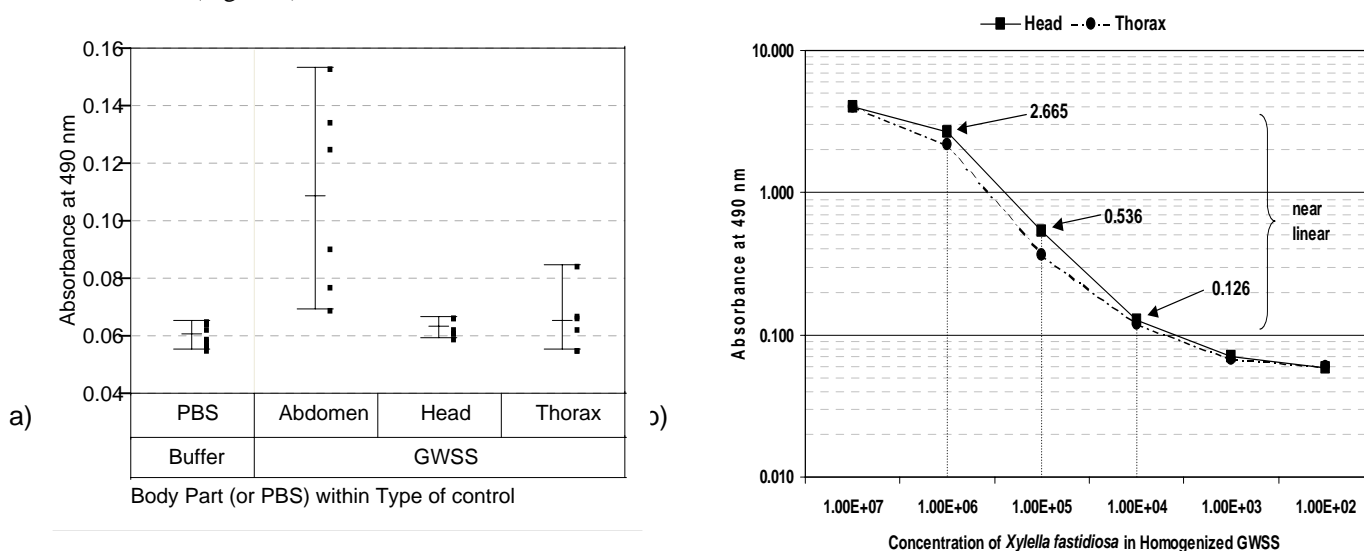 Head Thorax
0.16
0.14
0.12
0.10
0.08
0.06
0.04
Absorbance at 490 nm
PBS Abdomen Head Thorax
Buffer GWSS
Body Part (or PBS) within Type of control
a)
b)
10.000
1.000
0.100
0.010
Absorbance at 490 nm
2.665
0.536
0.126
near
linear
1.00E+07 1.00E+06 1.00E+05 1.00E+04 1.00E+03 1.00E+02
Concentration of Xylella fastidiosa in Homogenized GWSS